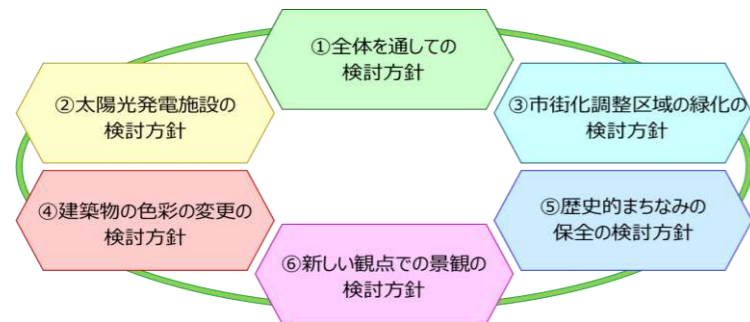 ①全体を通しての
検討方針
②太陽光発電施設の
検討方針
③市街化調整区域の緑化の
検討方針
④建築物の色彩の変更の
検討方針
⑤歴史的まちなみの
保全の検討方針
⑥新しい観点での景観の
検討方針